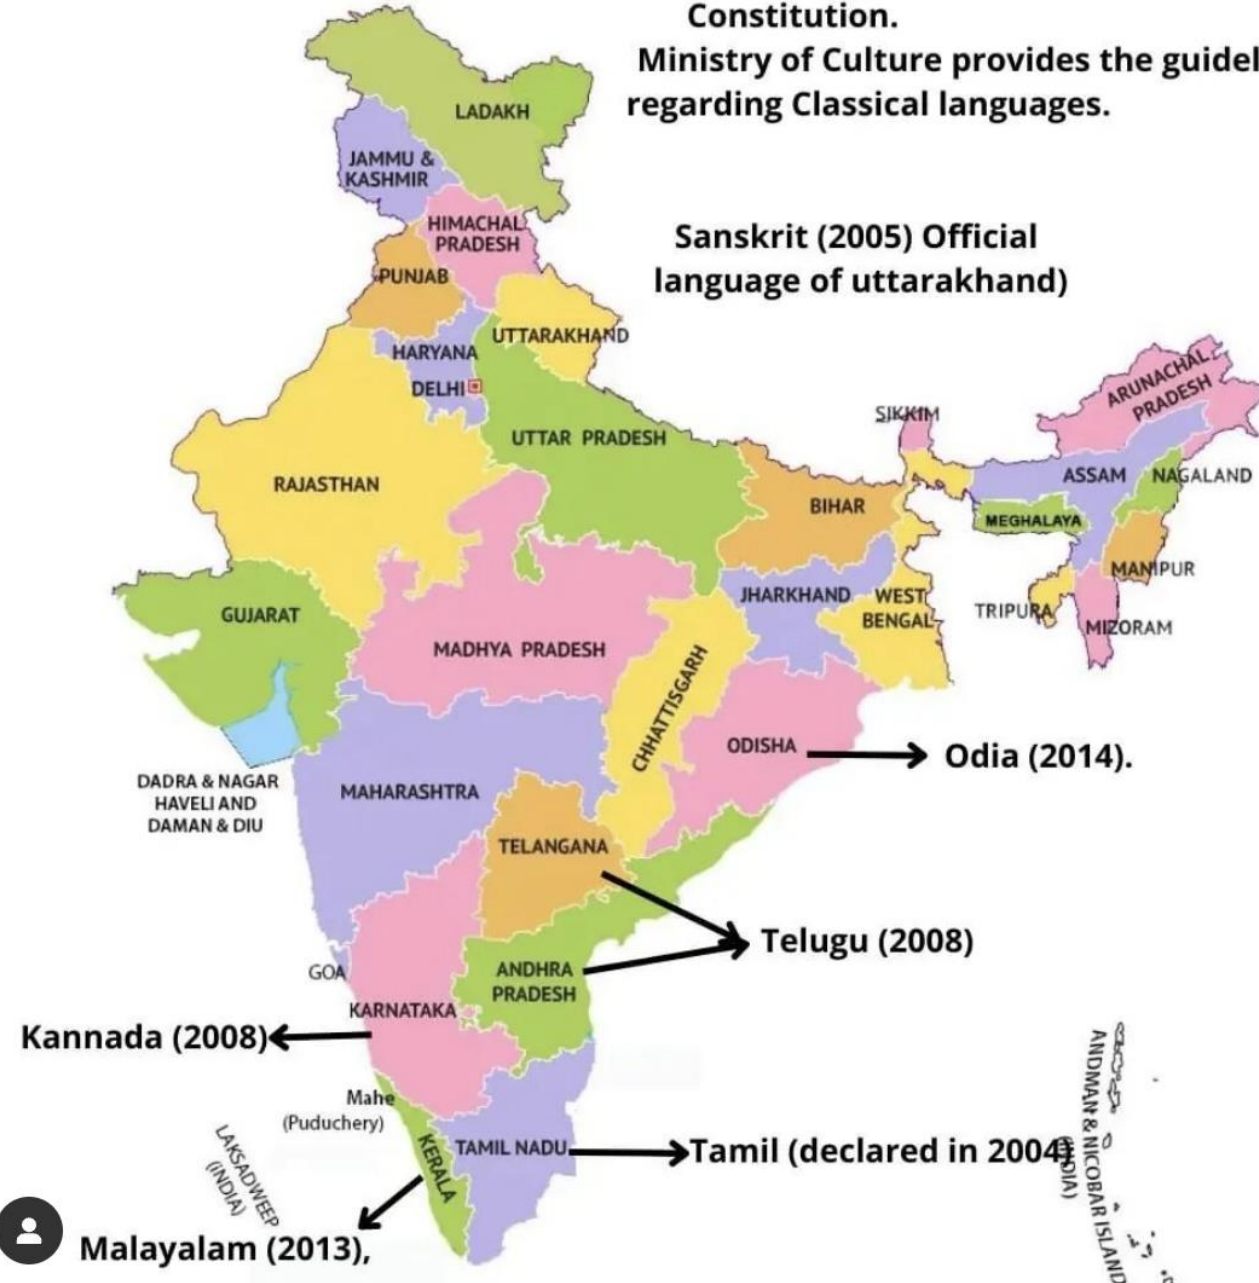 Constitution.
Ministry of Culture provides the guidel
regarding Classical languages.
LADAKH
JAMMU &
KASHMIR
HIMACHAL
PRADESH
Sanskrit (2005) Official
language of uttarakhand)
PUNJAB
UTTARAKHAND
HARYANA
DELHI
ARUNACHAL
PRADESH
SIKKIM
UTTAR PRADESH
RAJASTHAN
BIHAR
ASSAM
NAGALAND
MEGHALAYA
MANIPUR
GUJARAT
JHARKHAND
WEST
BENGAL
TRIPURA
MIZORAM
MADHYA PRADESH
CHHATTISGARH
ODISHA
Odia (2014).
DADRA & NAGAR
HAVELI AND
DAMAN & DIU
MAHARASHTRA
TELANGANA
Telugu (2008)
GOA
ANDHRA
PRADESH
KARNATAKA
Kannada (2008)
Mahe
(Puduchery)
KERALA
TAMIL NADU
Tamil (declared in 2004)
LAKSADWEEP
(INDIA)
ANDMAN & NICOBAR ISLAND
Malayalam (2013),